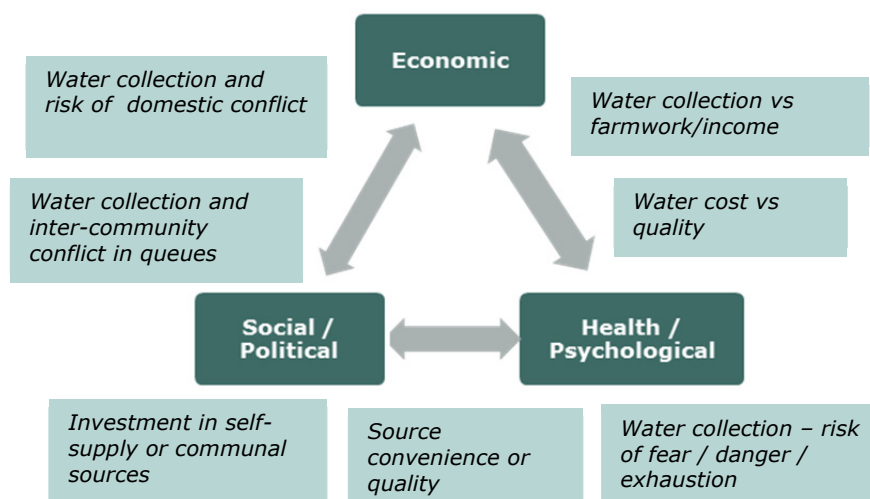 Economic
Water collection and
risk of domestic conflict
Water collection vs
farmwork/income
Water collection and
inter-community
conflict in queues
Water cost vs
quality
Social /
Political
Health /
Psychological
Investment in self-
supply or communal
sources
Source
convenience or
quality
Water collection – risk
of fear / danger /
exhaustion